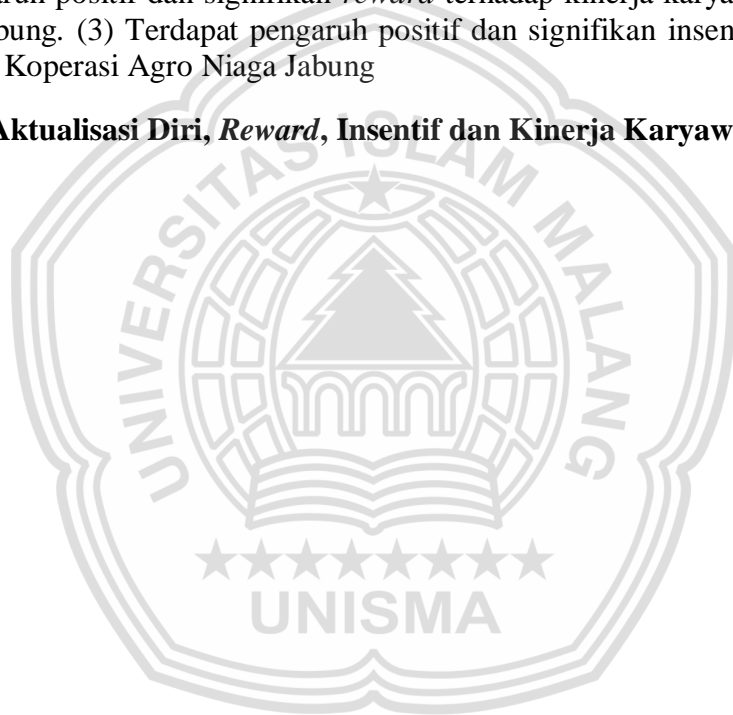 ruh positif dan signifikan reward terhadap kinerja karya
bung. (3) Terdapat pengaruh positif dan signifikan insen
Koperasi Agro Niaga Jabung
Aktualisasi Diri, Reward, Insentif dan Kinerja Karyaw
UNIVERSITAS ISLAM MALANG
UNISMA